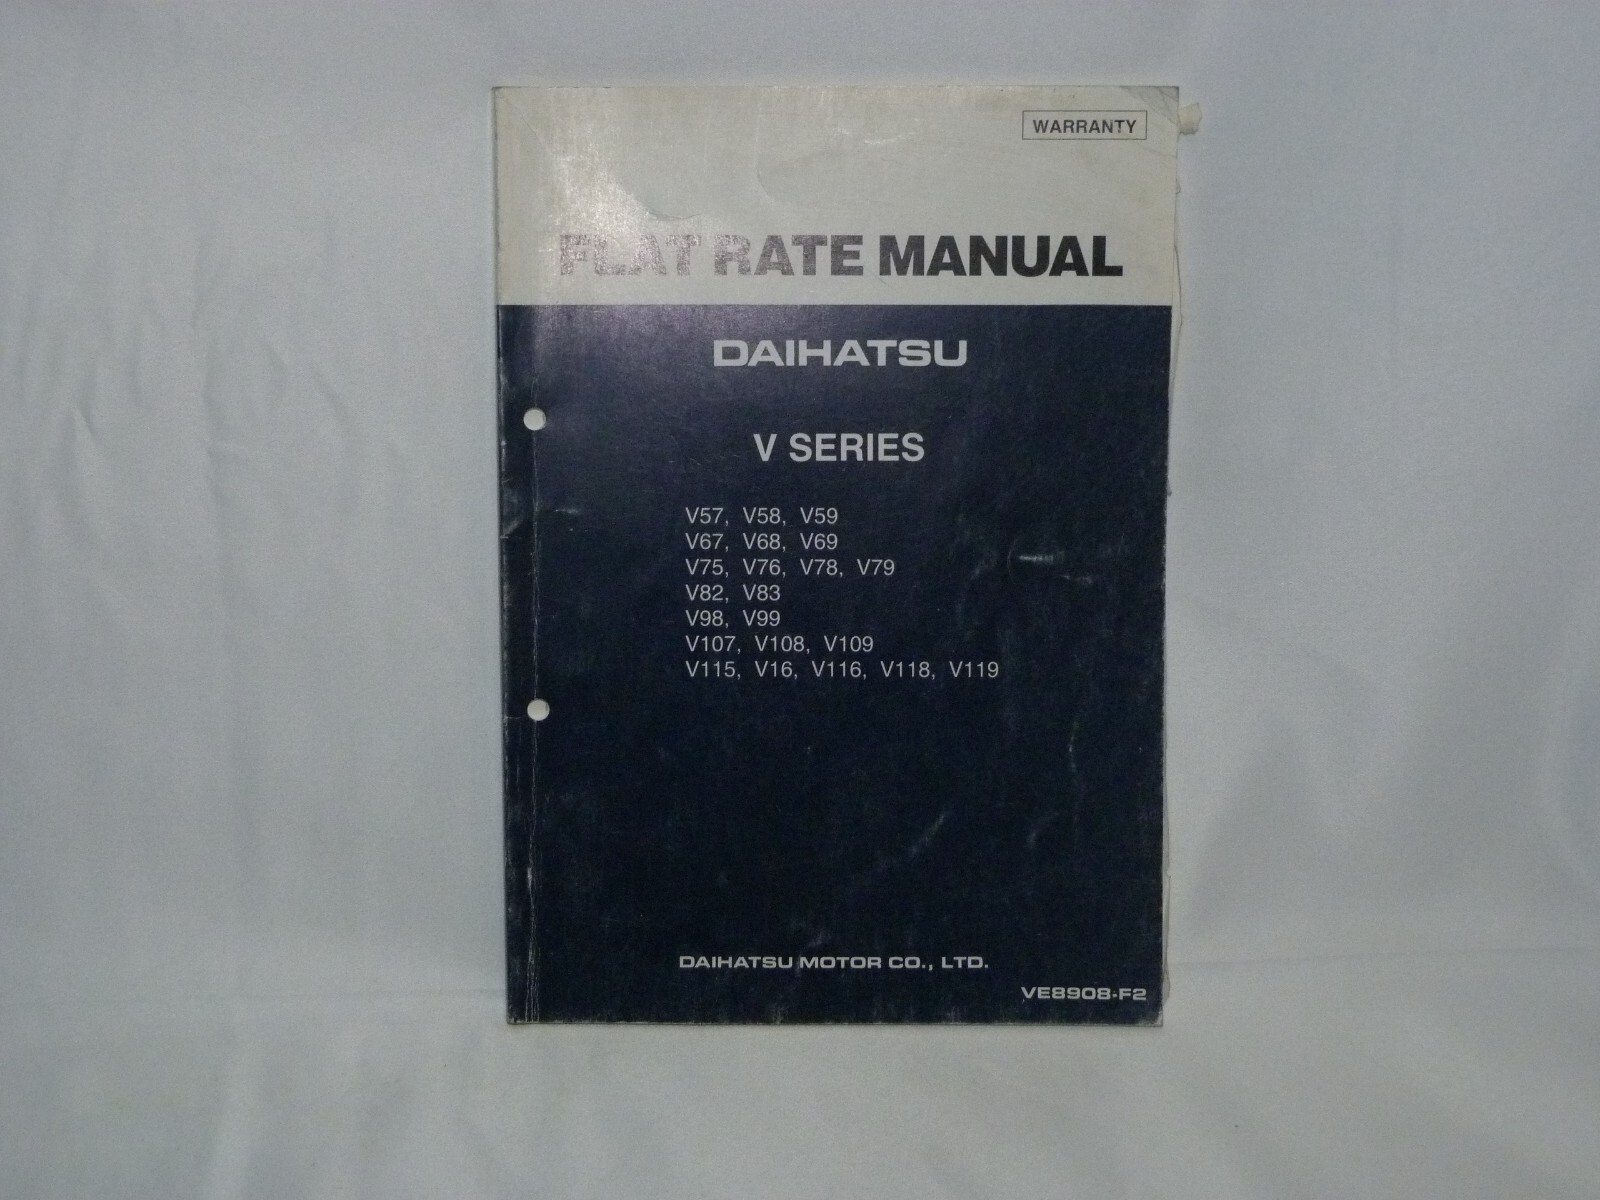 WARRANTY
FLAT RATE MANUAL
DAIHATSU
V SERIES
V57, V58, V59
V67, V68, V69
V75, V76, V78, V79
V82, V83
V98, V99
V107, V108, V109
V115, V16, V116, V118, V119
DAIHATSU MOTOR CO., LTD.
VE8908-F2